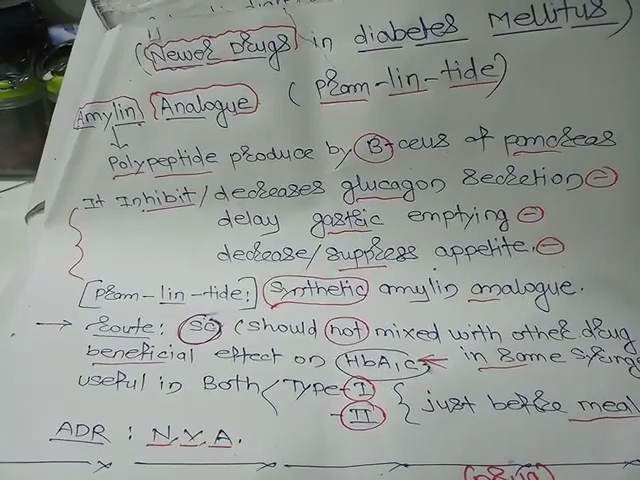 (Newer Drugs in diabetes Mellitus)
Amylin Analogue (pram-lin-tide)
Polypeptide produce by B-cells of pancreas
It Inhibit/decreases glucagon secretion -
delay gastric emptying -
decrease/suppress appetite. -
[pram-lin-tide:] synthetic amylin analogue.
→ Route: SC (should not mixed with other drug
beneficial effect on HbA1c ← in same syringe
useful in Both < Type-I { just before meal
-II
ADR : N.V.A.